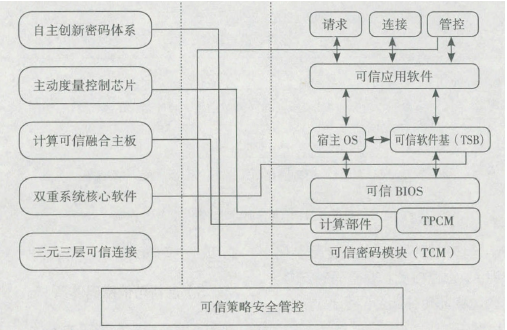 自主创新密码体系
主动度量控制芯片
计算可信融合主板
双重系统核心软件
三元三层可信连接
请求
连接
管控
可信应用软件
宿主OS
可信软件基（TSB）
可信BIOS
计算部件
TPCM
可信密码模块（TCM）
可信策略安全管控